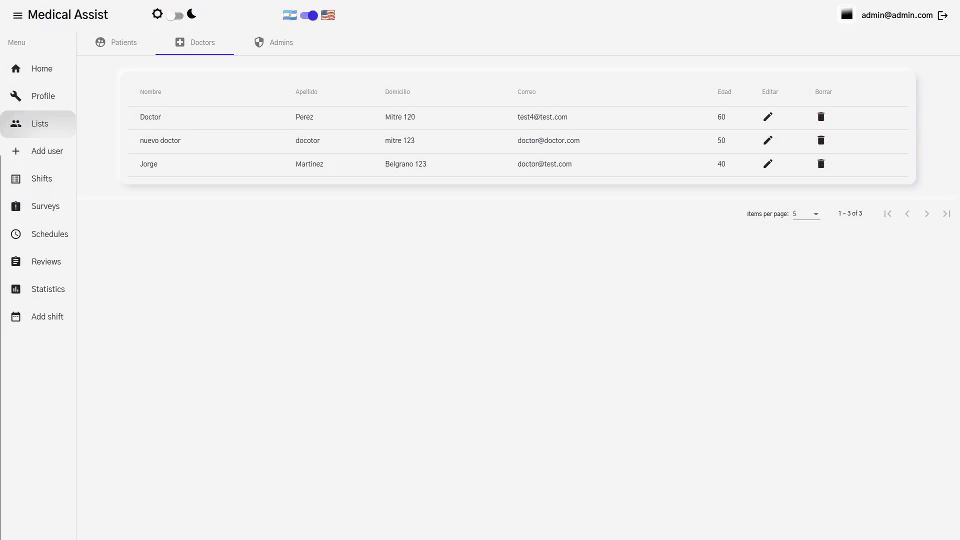 Medical Assist
admin@admin.com
Menu
Patients
Doctors
Admins
Home
Profile
Lists
Add user
Shifts
Surveys
Schedules
Reviews
Statistics
Add shift
Nombre Apellido Domicilio Correo Edad Editar Borrar
Doctor Perez Mitre 120 test4@test.com 60
nuevo doctor docotor mitre 123 doctor@doctor.com 50
Jorge Martinez Belgrano 123 doctor@test.com 40
Items per page: 5 1 – 3 of 3